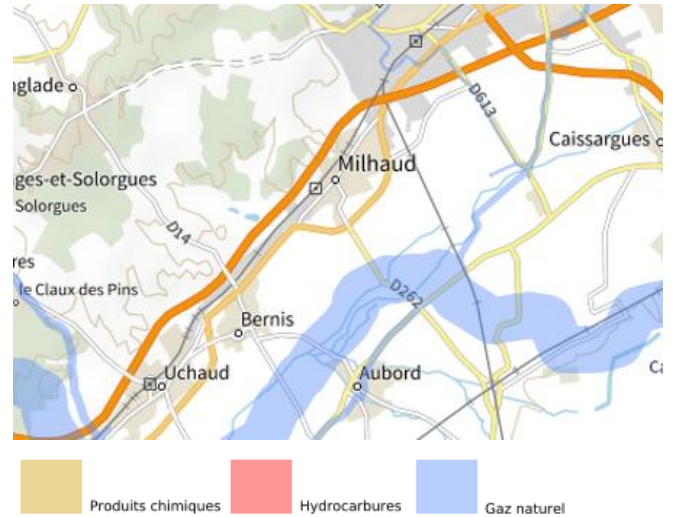 nglade
D613
Caissargues
Milhaud
ges-et-Solorgues
Solorgues
D14
res
le Claux des Pins
D262
Bernis
Uchaud
Aubord
Ca
Produits chimiques
Hydrocarbures
Gaz naturel